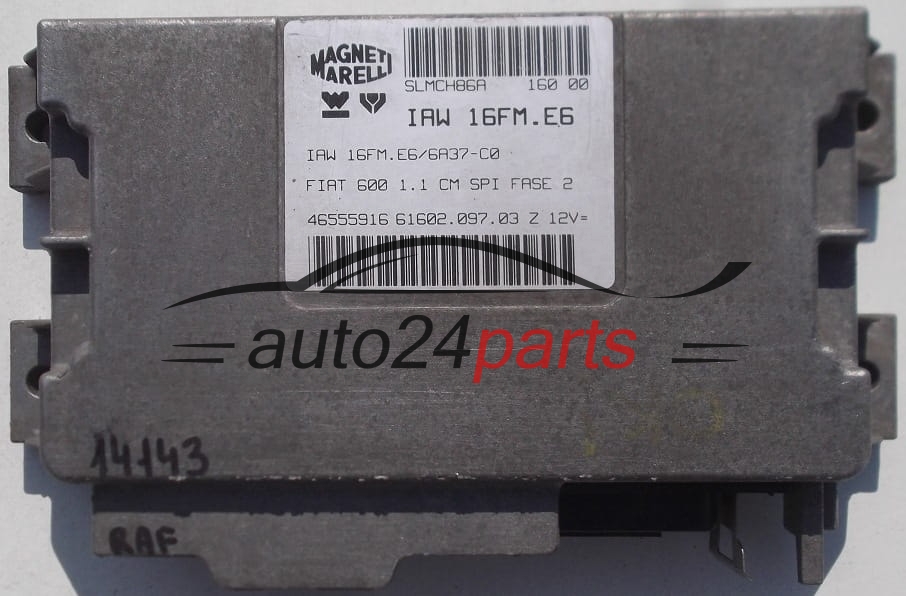 MAGNETI
MARELLI
SLMCH86A 160 00
IAW 16FM.E6
IAW 16FM.E6/6A37-C0
FIAT 600 1.1 CM SPI FASE 2
46555916 61602.097.03 Z 12V=
auto24parts
14143
RAF